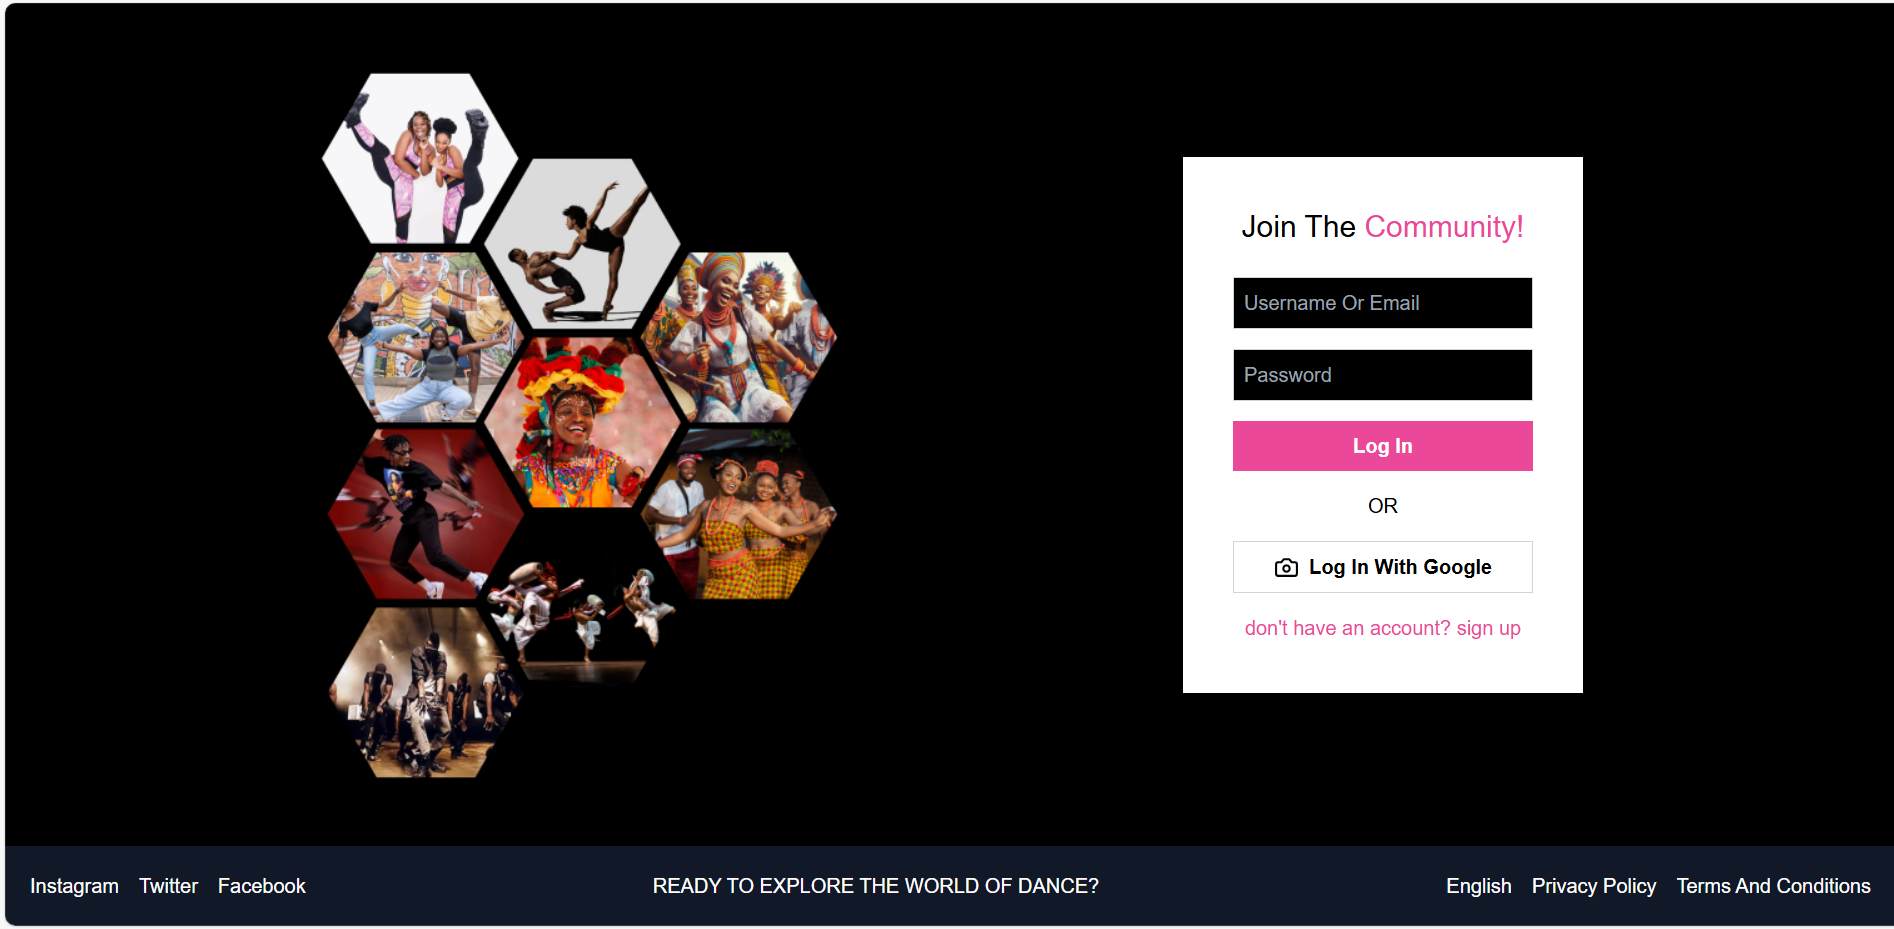 Join The Community!
Username Or Email
Password
Log In
OR
Log In With Google
don't have an account? sign up
Instagram Twitter Facebook READY TO EXPLORE THE WORLD OF DANCE? English Privacy Policy Terms And Conditions